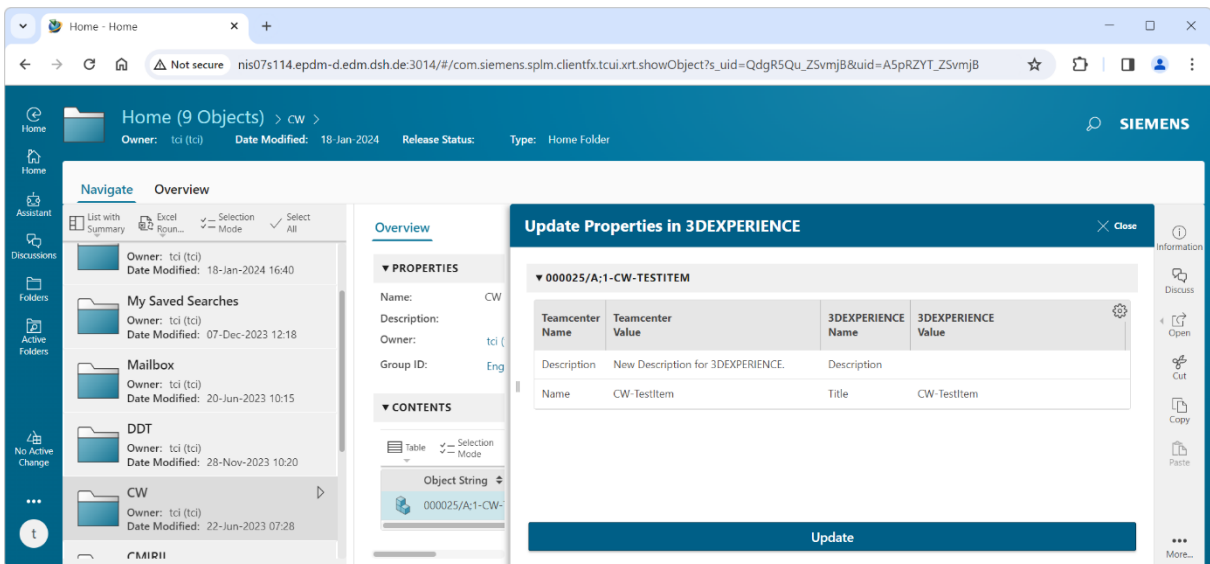 Home - Home
Not secure nis07s114.epdm-d.edm.dsh.de:3014/#/com.siemens.splm.clientfx.tcui.xrt.showObject?s_uid=QdgR5Qu_ZSvmjB&uid=A5pRZYT_ZSvmjB
Home
Home
Assistant
Discussions
Folders
Active
Folders
No Active
Change
t
Home (9 Objects) > CW >
Owner: tci (tci) Date Modified: 18-Jan-2024 Release Status: Type: Home Folder
SIEMENS
Navigate Overview
List with
Summary
Excel
Roun...
Selection
Mode
Select
All
Owner: tci (tci)
Date Modified: 18-Jan-2024 16:40
My Saved Searches
Owner: tci (tci)
Date Modified: 07-Dec-2023 12:18
Mailbox
Owner: tci (tci)
Date Modified: 20-Jun-2023 10:15
DDT
Owner: tci (tci)
Date Modified: 28-Nov-2023 10:20
CW
Owner: tci (tci)
Date Modified: 22-Jun-2023 07:28
Overview
PROPERTIES
Name: CW
Description:
Owner: tci (
Group ID: Eng
CONTENTS
Table
Selection
Mode
Object String
000025/A;1-CW-
Update Properties in 3DEXPERIENCE
Close
000025/A;1-CW-TESTITEM
Teamcenter Name Teamcenter Value 3DEXPERIENCE Name 3DEXPERIENCE Value
Description New Description for 3DEXPERIENCE. Description
Name CW-TestItem Title CW-TestItem
Update
Information
Discuss
Open
Cut
Copy
Paste
More...